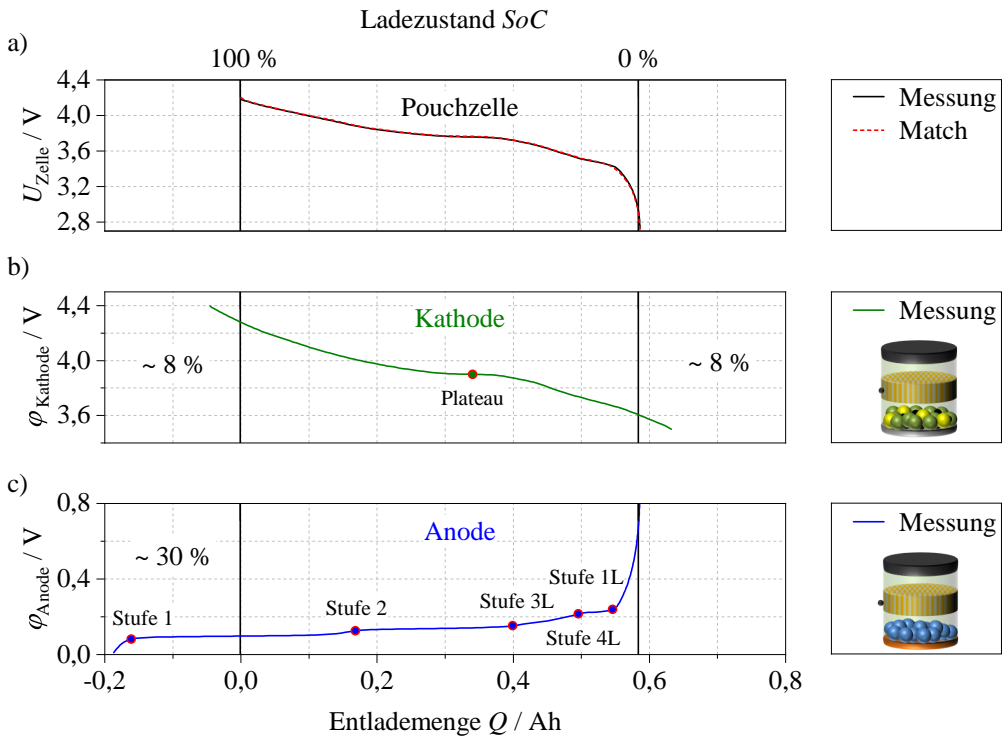 Ladezustand SoC
a)
100 %
0 %
4,4
4,0
3,6
3,2
2,8
U Zelle / V
Pouchzelle
Messung
Match
b)
4,4
4,0
3,6
φ Kathode / V
Kathode
~ 8 %
~ 8 %
Plateau
Messung
c)
0,8
0,4
0,0
φ Anode / V
Anode
~ 30 %
Stufe 1
Stufe 2
Stufe 3L
Stufe 1L
Stufe 4L
Messung
-0,2
0,0
0,2
0,4
0,6
0,8
Entlademenge Q / Ah